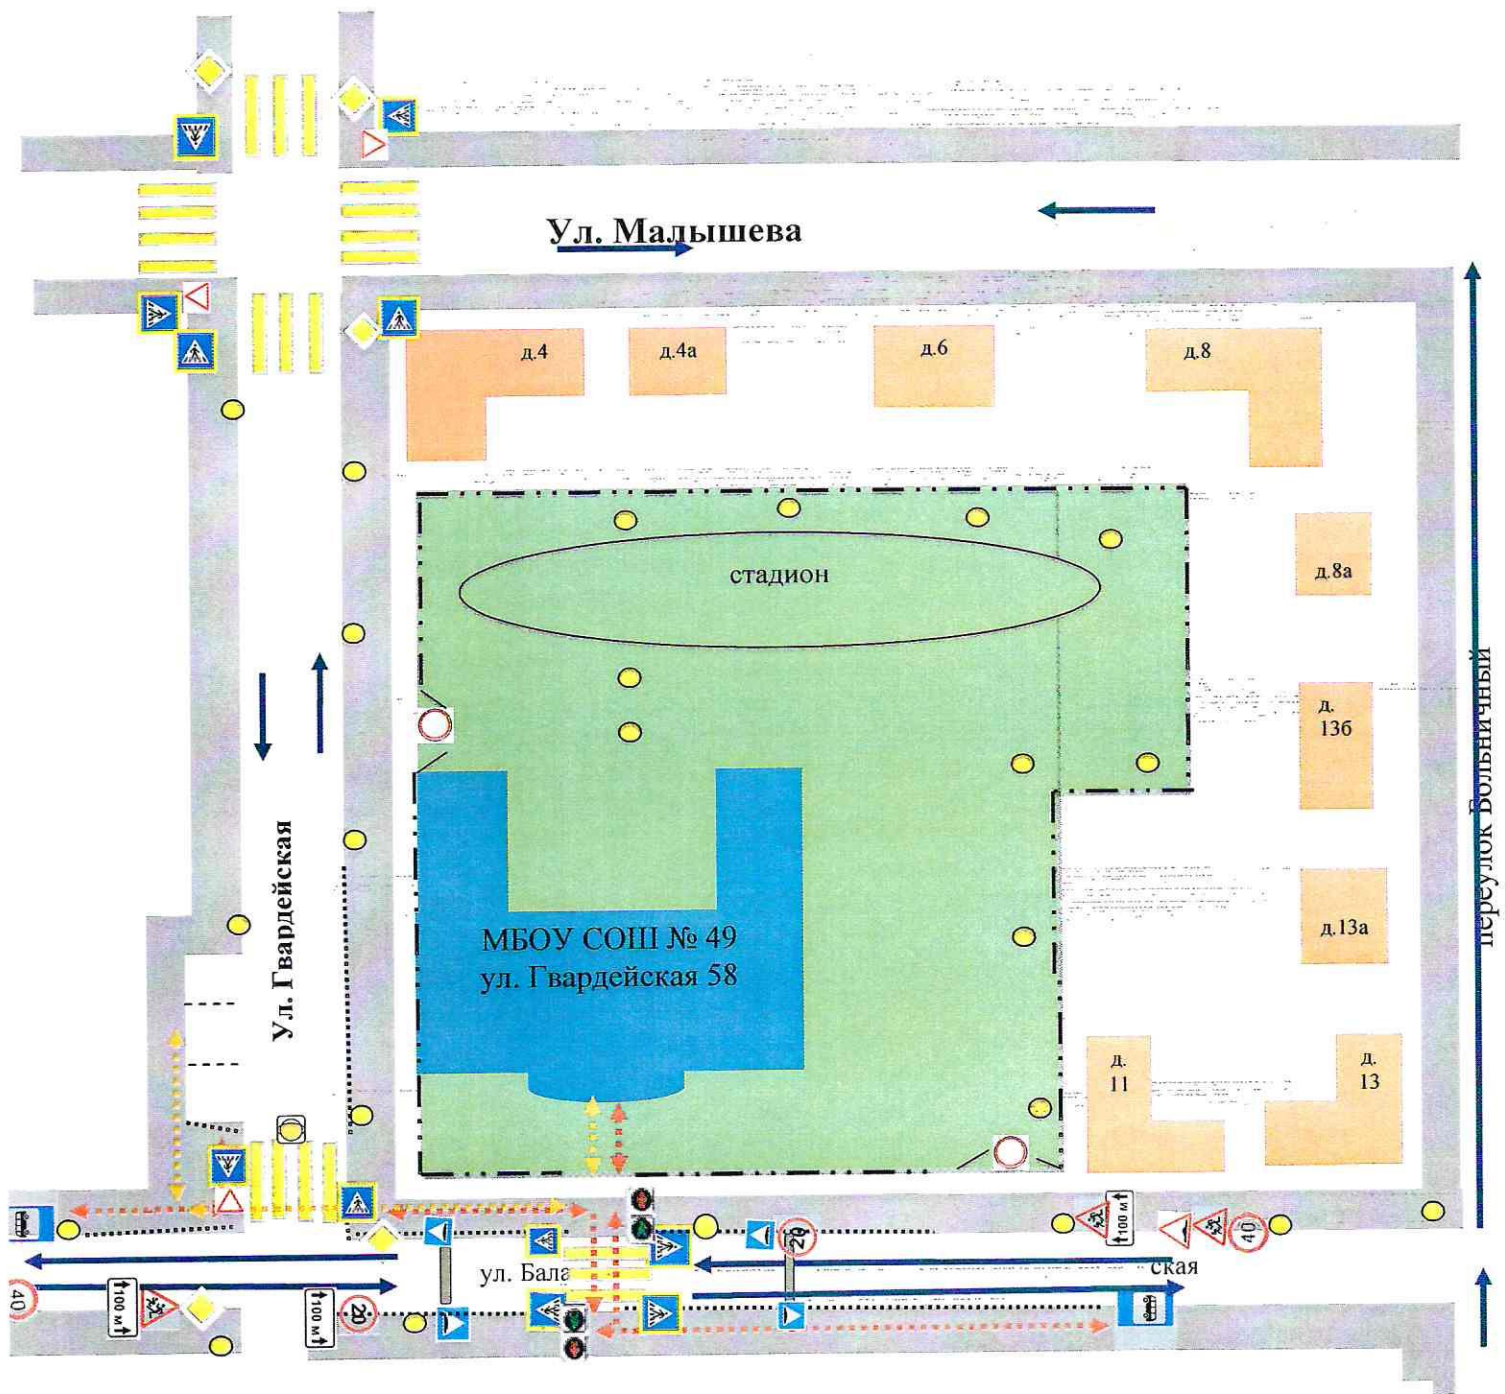 Ул. Малышева
д.4
д.4а
д.6
д.8
стадион
д.8а
д.
13б
переулок Больничный
Ул. Гвардейская
МБОУ СОШ № 49
ул. Гвардейская 58
д.13а
д.
11
д.
13
100 м
40
20
ул. Бала
ская
40
100 м
100 м
20